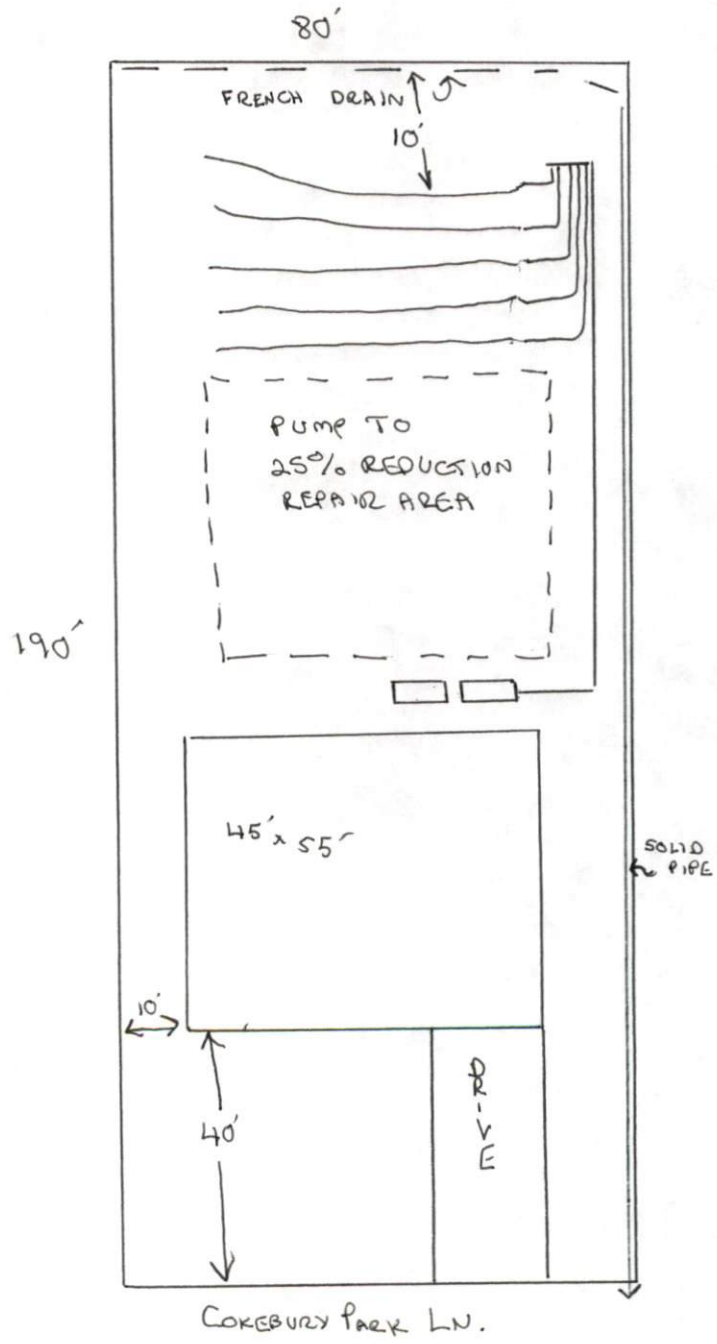 80'
FRENCH DRAIN
10'
PUMP TO
25% REDUCTION
REPAIR AREA
190'
45' x 55'
SOLID
PIPE
10'
40'
DRIVE
COKEBURY PARK LN.